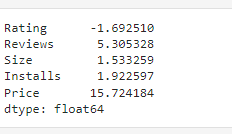 Rating -1.692510
Reviews 5.305328
Size 1.533259
Installs 1.922597
Price 15.724184
dtype: float64